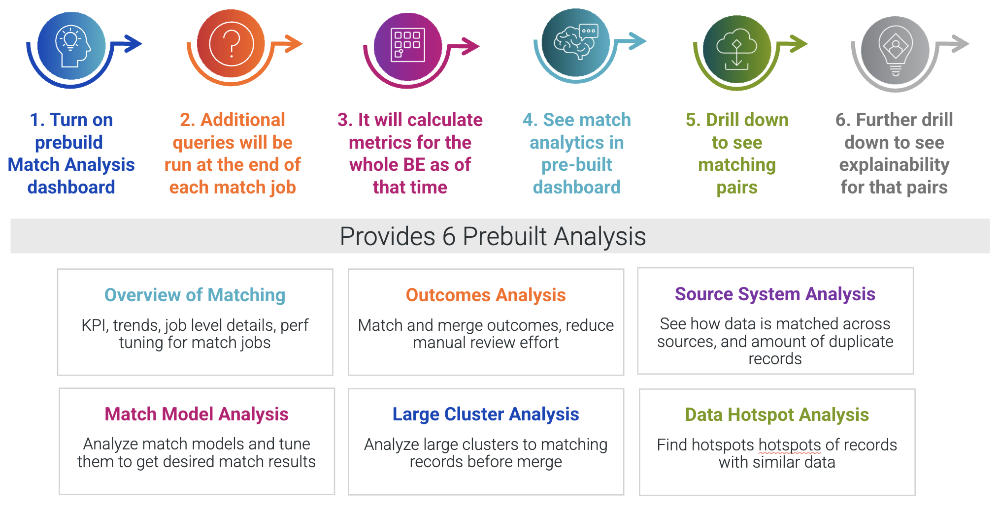 1. Turn on
prebuild
Match Analysis
dashboard
2. Additional
queries will be
run at the end of
each match job
3. It will calculate
metrics for the
whole BE as of
that time
4. See match
analytics in
pre-built
dashboard
5. Drill down
to see
matching
pairs
6. Further drill
down to see
explainability
for that pairs
Provides 6 Prebuilt Analysis
Overview of Matching
KPI, trends, job level details, perf
tuning for match jobs
Outcomes Analysis
Match and merge outcomes, reduce
manual review effort
Source System Analysis
See how data is matched across
sources, and amount of duplicate
records
Match Model Analysis
Analyze match models and tune
them to get desired match results
Large Cluster Analysis
Analyze large clusters to matching
records before merge
Data Hotspot Analysis
Find hotspots hotspots of records
with similar data